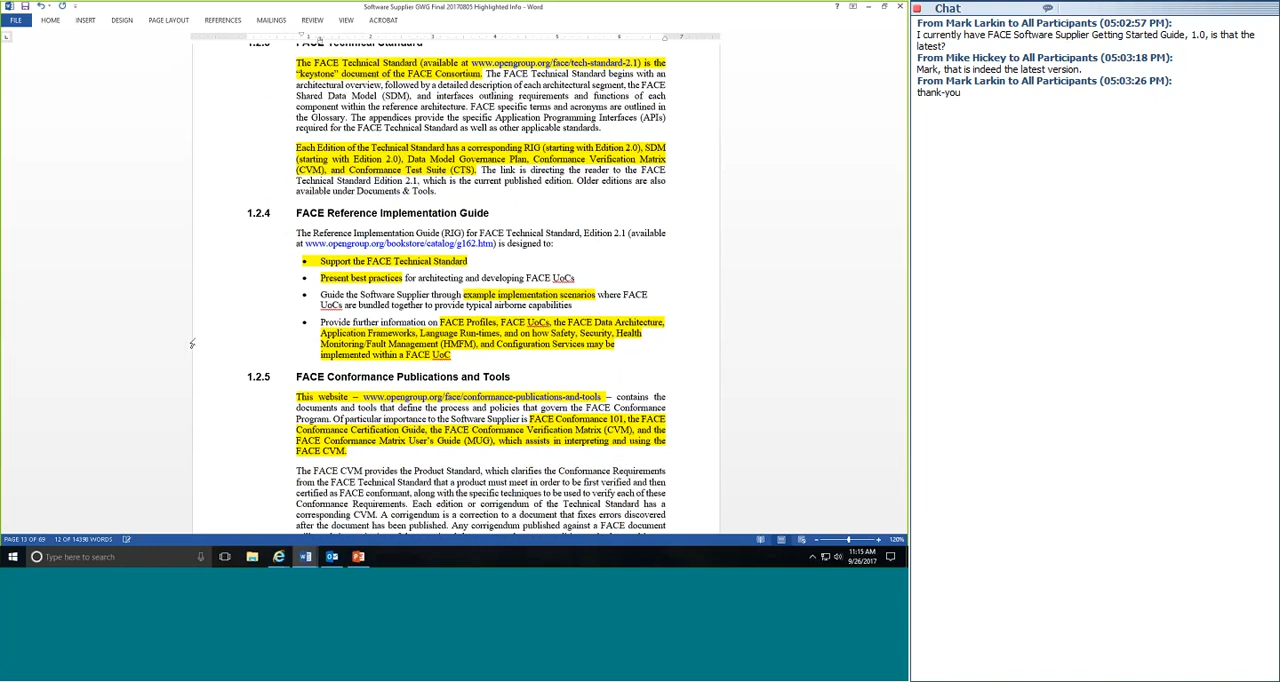 Software Supplier GWG Final 20170805 Highlighted Info - Word
FILE HOME INSERT DESIGN PAGE LAYOUT REFERENCES MAILINGS REVIEW VIEW ACROBAT
1 2 3 4 5 6 7
1.2.3 FACE Technical Standard
The FACE Technical Standard (available at www.opengroup.org/face/tech-standard-2.1) is the
“keystone” document of the FACE Consortium. The FACE Technical Standard begins with an
architectural overview, followed by a detailed description of each architectural segment, the FACE
Shared Data Model (SDM), and interfaces outlining requirements and functions of each
component within the reference architecture. FACE specific terms and acronyms are outlined in
the Glossary. The appendices provide the specific Application Programming Interfaces (APIs)
required for the FACE Technical Standard as well as other applicable standards.
Each Edition of the Technical Standard has a corresponding RIG (starting with Edition 2.0), SDM
(starting with Edition 2.0), Data Model Governance Plan, Conformance Verification Matrix
(CVM), and Conformance Test Suite (CTS). The link is directing the reader to the FACE
Technical Standard Edition 2.1, which is the current published edition. Older editions are also
available under Documents & Tools.
1.2.4 FACE Reference Implementation Guide
The Reference Implementation Guide (RIG) for FACE Technical Standard, Edition 2.1 (available
at www.opengroup.org/bookstore/catalog/g162.htm) is designed to:
• Support the FACE Technical Standard
• Present best practices for architecting and developing FACE UoCs
• Guide the Software Supplier through example implementation scenarios where FACE
UoCs are bundled together to provide typical airborne capabilities
• Provide further information on FACE Profiles, FACE UoCs, the FACE Data Architecture,
Application Frameworks, Language Run-times, and on how Safety, Security, Health
Monitoring/Fault Management (HMFM), and Configuration Services may be
implemented within a FACE UoC
1.2.5 FACE Conformance Publications and Tools
This website – www.opengroup.org/face/conformance-publications-and-tools – contains the
documents and tools that define the process and policies that govern the FACE Conformance
Program. Of particular importance to the Software Supplier is FACE Conformance 101, the FACE
Conformance Certification Guide, the FACE Conformance Verification Matrix (CVM), and the
FACE Conformance Matrix User’s Guide (MUG), which assists in interpreting and using the
FACE CVM.
The FACE CVM provides the Product Standard, which clarifies the Conformance Requirements
from the FACE Technical Standard that a product must meet in order to be first verified and then
certified as FACE conformant, along with the specific techniques to be used to verify each of these
Conformance Requirements. Each edition or corrigendum of the Technical Standard has a
corresponding CVM. A corrigendum is a correction to a document that fixes errors discovered
after the document has been published. Any corrigendum published against a FACE document
PAGE 13 OF 69 12 OF 14398 WORDS 120%
Type here to search
11:15 AM
9/26/2017
Chat
From Mark Larkin to All Participants (05:02:57 PM):
I currently have FACE Software Supplier Getting Started Guide, 1.0, is that the
latest?
From Mike Hickey to All Participants (05:03:18 PM):
Mark, that is indeed the latest version.
From Mark Larkin to All Participants (05:03:26 PM):
thank-you